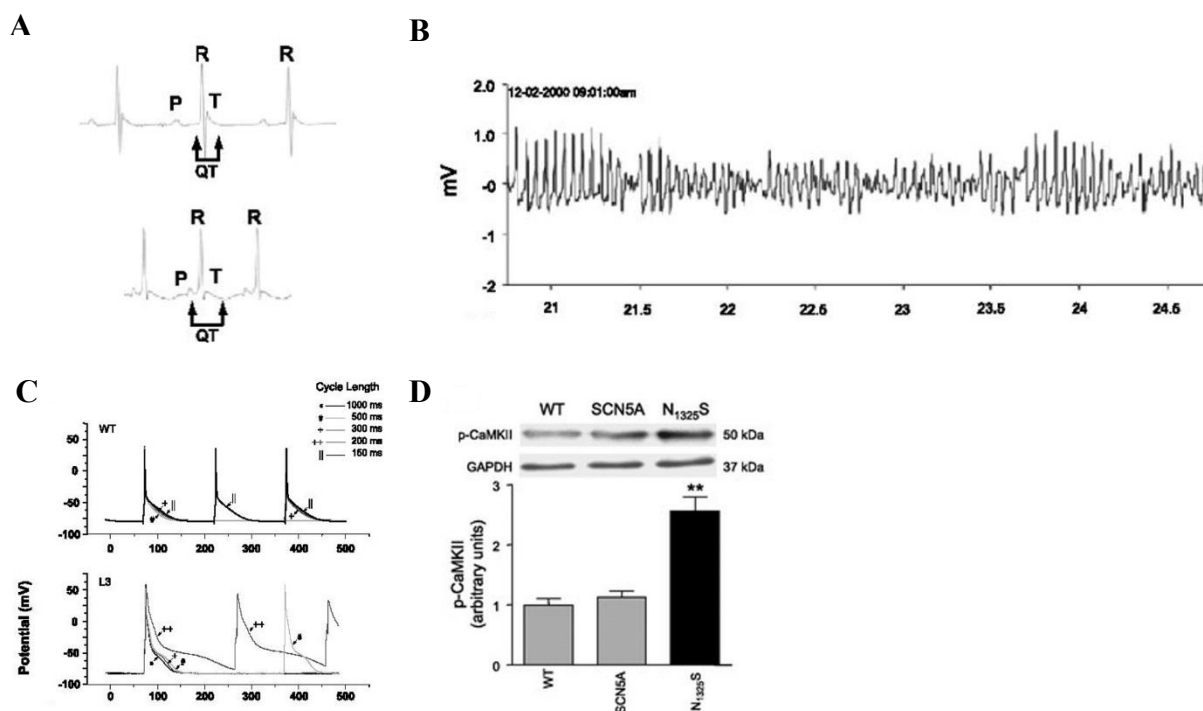 A
R
R
P
T
QT
R
R
P
T
QT
B
12-02-2000 09:01:00am
2.0
1.0
-0
-1
-2
mV
21
21.5
22
22.5
23
23.5
24
24.5
C
Cycle Length
1000 ms
500 ms
+ 300 ms
++ 200 ms
|| 150 ms
WT
50
0
-50
-100
+
||
||
+
||
0
100
200
300
400
500
L3
50
0
-50
-100
++
++
+
0
100
200
300
400
500
Potential (mV)
D
WT SCN5A N1325S
p-CaMKII 50 kDa
GAPDH 37 kDa
**
3
2
1
0
p-CaMKII
(arbitrary units)
WT
SCN5A
N1325S